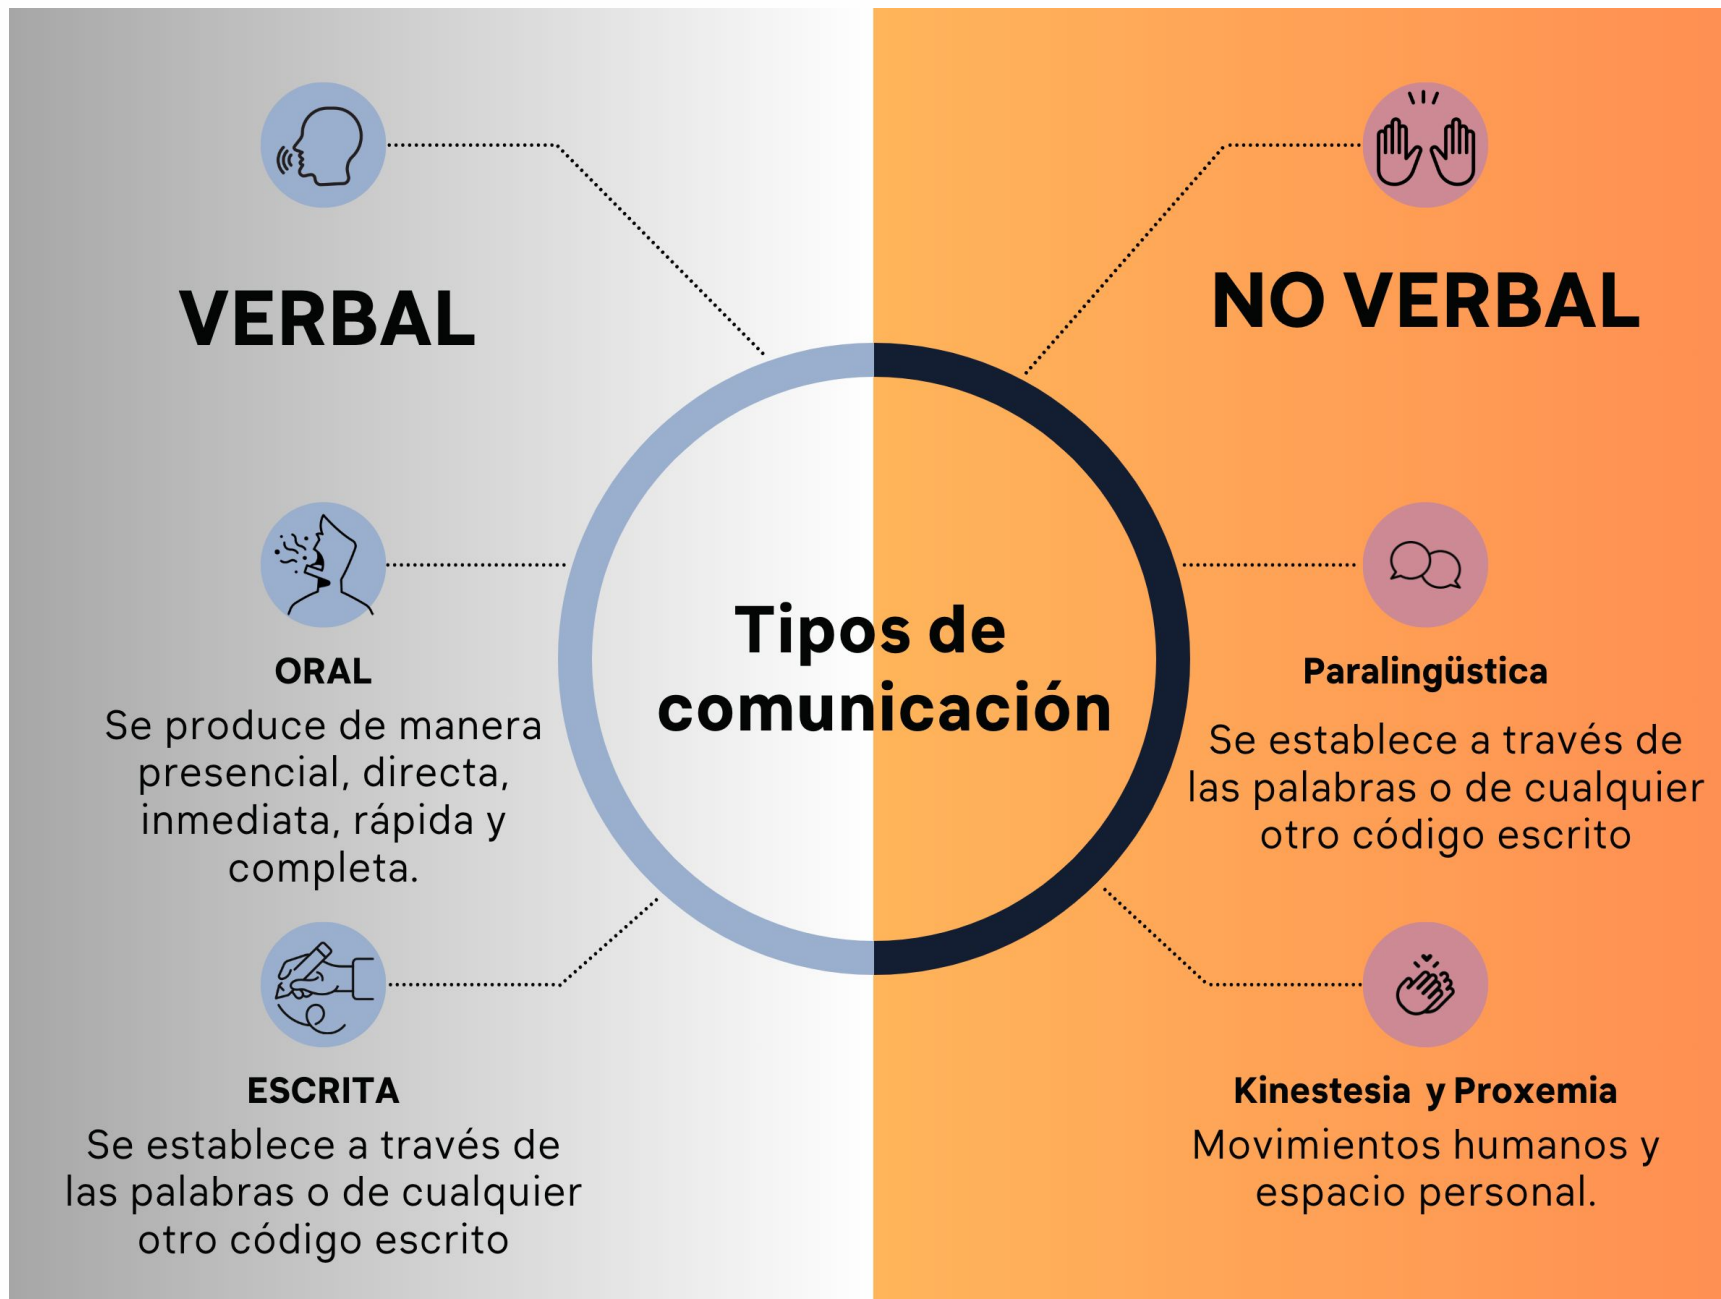 VERBAL
ORAL
Se produce de manera
presencial, directa,
inmediata, rápida y
completa.
ESCRITA
Se establece a través de
las palabras o de cualquier
otro código escrito
Tipos de
comunicación
NO VERBAL
Paralingüstica
Se establece a través de
las palabras o de cualquier
otro código escrito
Kinestesia y Proxemia
Movimientos humanos y
espacio personal.